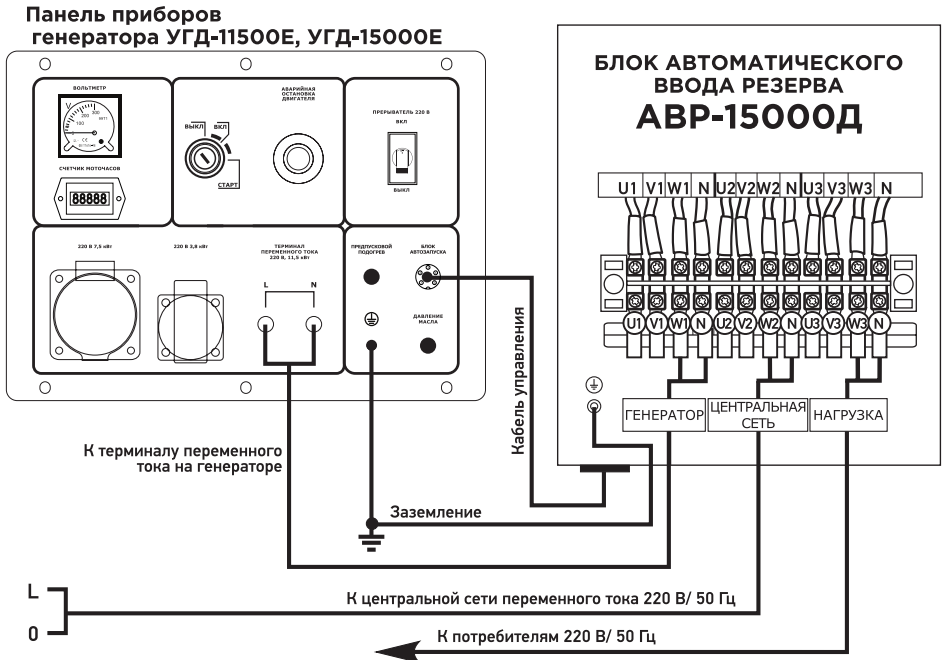 Панель приборов
генератора УГД-11500Е, УГД-15000Е
ВОЛЬТМЕТР
V
100
200
300
СЧЕТЧИК МОТОЧАСОВ
88888
ВЫКЛ
ВКЛ
СТАРТ
АВАРИЙНАЯ
ОСТАНОВКА
ДВИГАТЕЛЯ
ПРЕРЫВАТЕЛЬ 220 В
ВКЛ
ВЫКЛ
220 В 7,5 кВт
220 В 3,8 кВт
ТЕРМИНАЛ
ПЕРЕМЕННОГО ТОКА
220 В, 11,5 кВт
L
N
ПРЕДПУСКОВОЙ
ПОДОГРЕВ
БЛОК
АВТОЗАПУСКА
ДАВЛЕНИЕ
МАСЛА
БЛОК АВТОМАТИЧЕСКОГО
ВВОДА РЕЗЕРВА
АВР-15000Д
U1 V1 W1 N U2 V2 W2 N U3 V3 W3 N
U1 V1 W1 N U2 V2 W2 N U3 V3 W3 N
ГЕНЕРАТОР
ЦЕНТРАЛЬНАЯ
СЕТЬ
НАГРУЗКА
Кабель управления
К терминалу переменного
тока на генераторе
Заземление
L
0
К центральной сети переменного тока 220 В/ 50 Гц
К потребителям 220 В/ 50 Гц